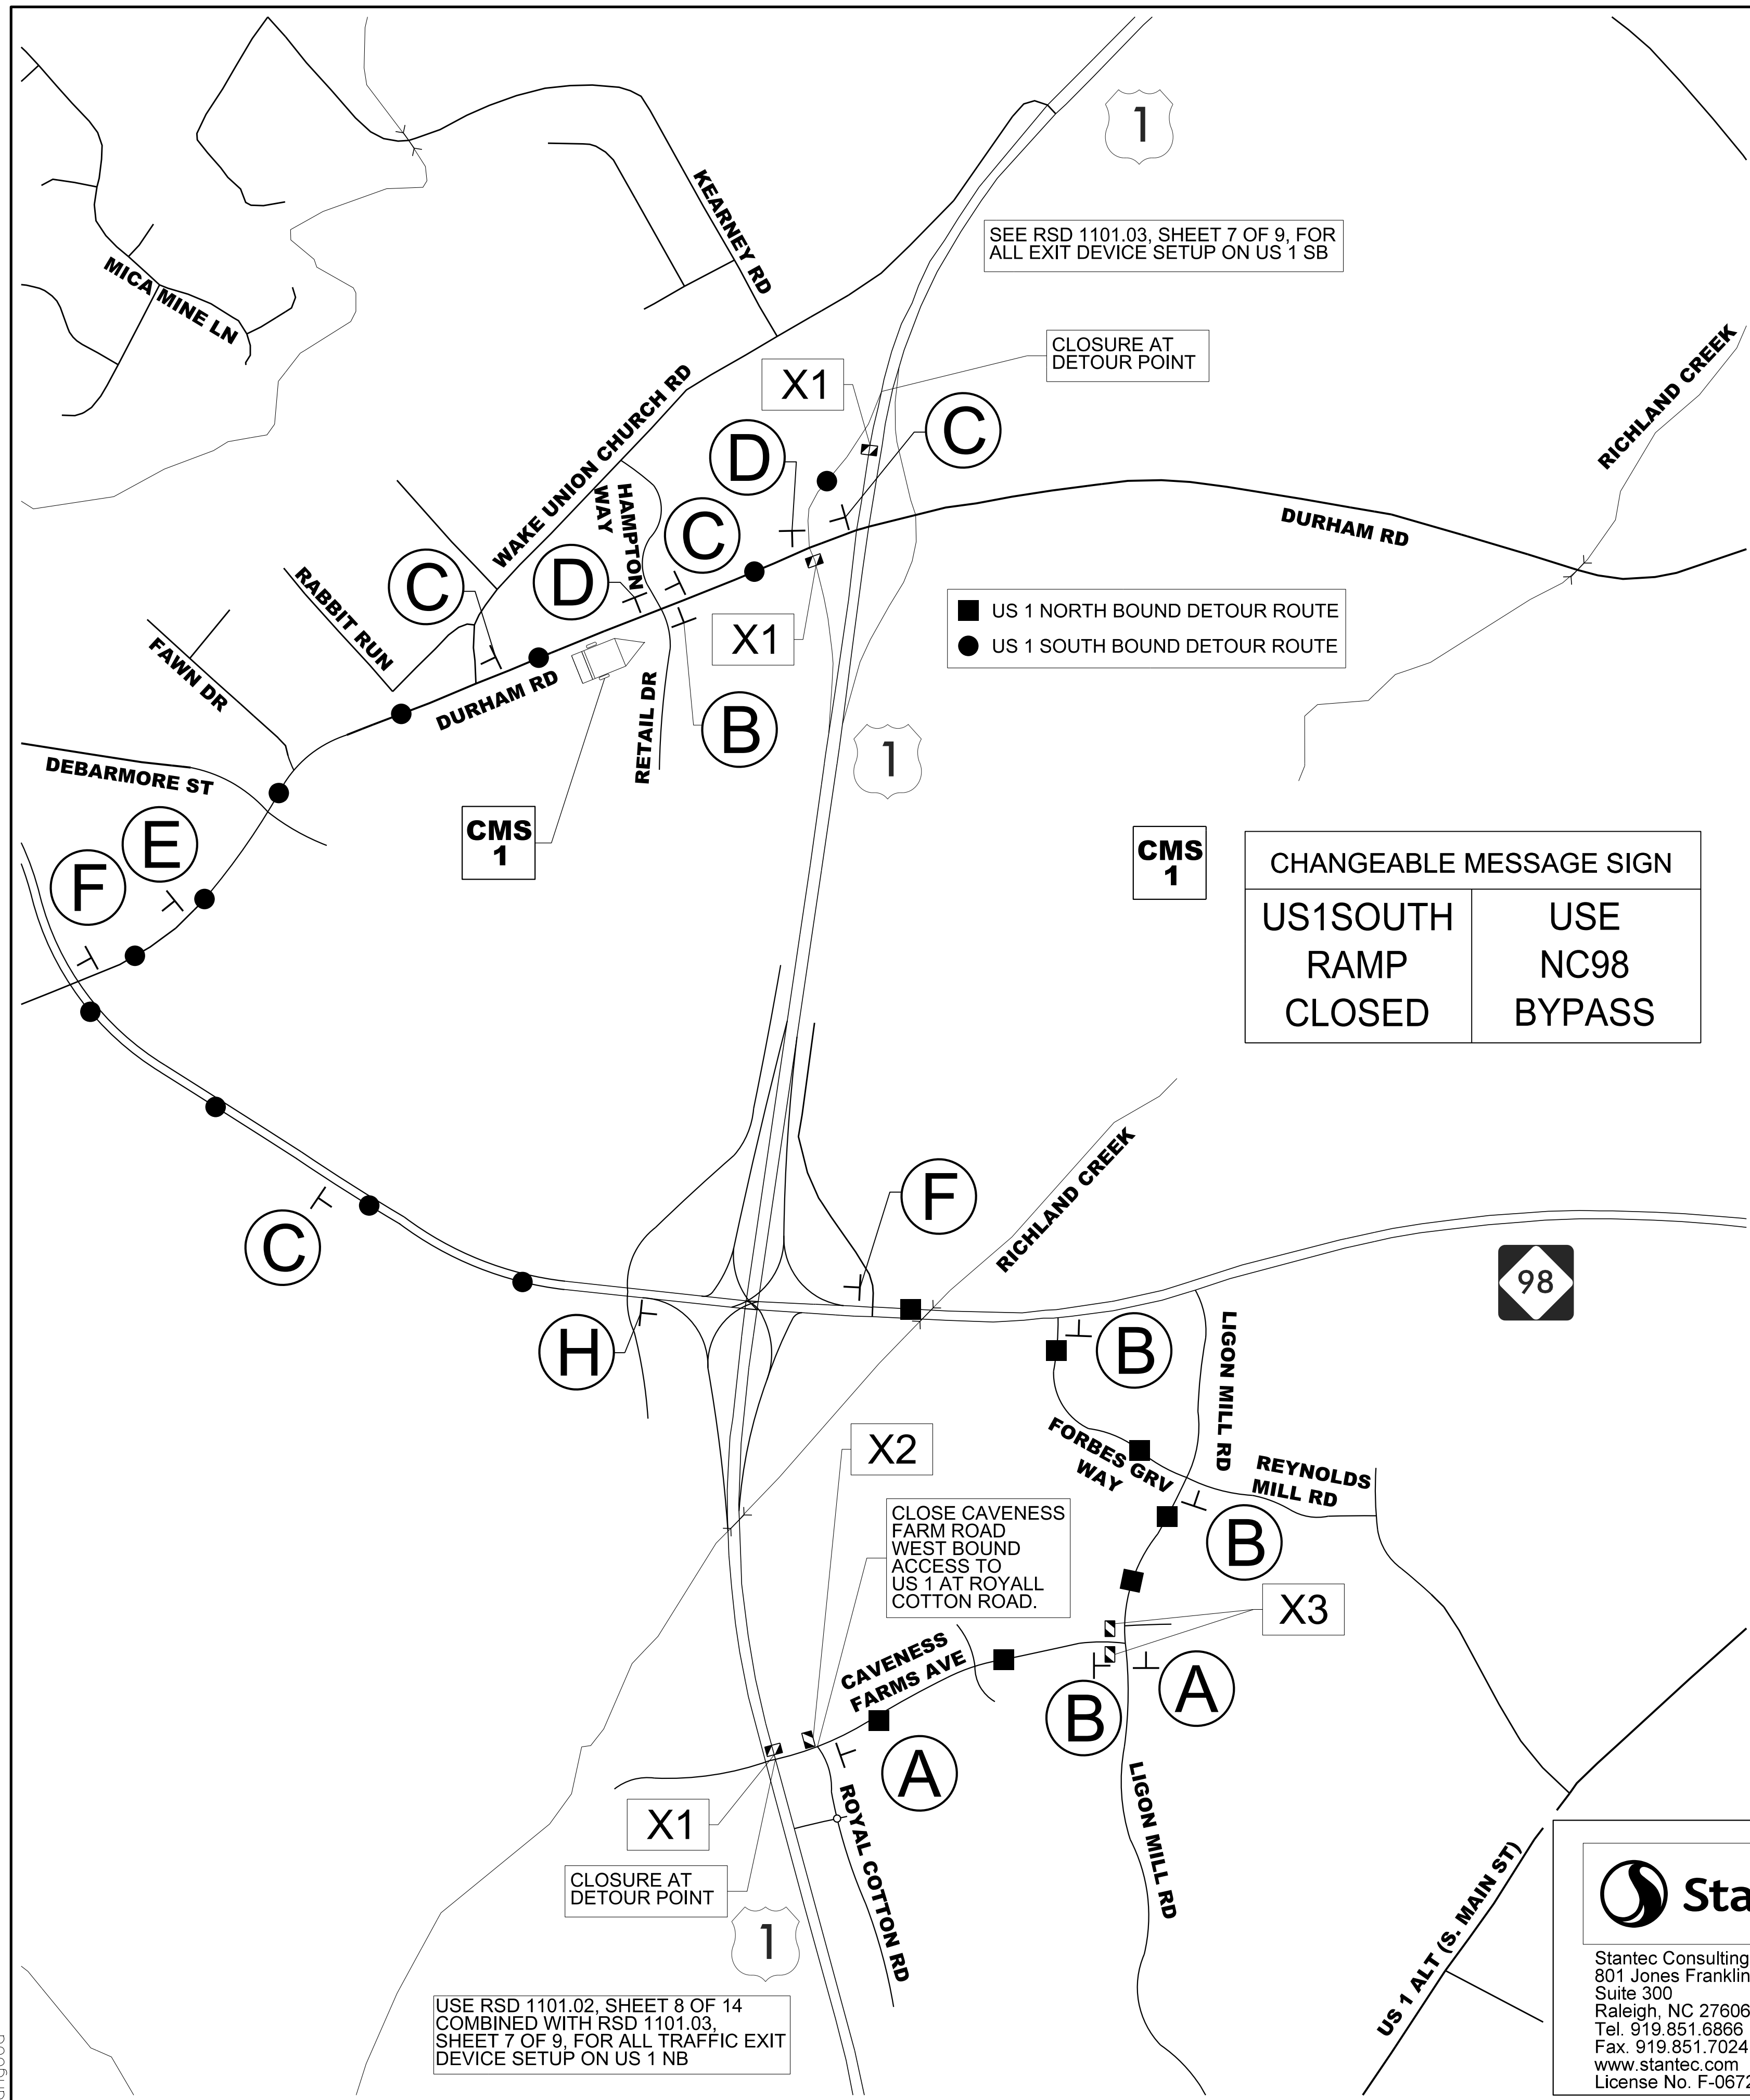 1
KEARNEY RD
SEE RSD 1101.03, SHEET 7 OF 9, FOR
ALL EXIT DEVICE SETUP ON US 1 SB
MICA MINE LN
CLOSURE AT
DETOUR POINT
X1
RICHLAND CREEK
WAKE UNION CHURCH RD
C
D
HAMPTON
WAY
C
DURHAM RD
C
D
RABBIT RUN
X1
US 1 NORTH BOUND DETOUR ROUTE
US 1 SOUTH BOUND DETOUR ROUTE
FAWN DR
DURHAM RD
RETAIL DR
B
1
DEBARMORE ST
E
F
CMS
1
CMS
1
CHANGEABLE MESSAGE SIGN
US1SOUTH
RAMP
CLOSED
USE
NC98
BYPASS
RICHLAND CREEK
F
C
98
H
B
LIGON MILL RD
FORBES GRV
WAY
REYNOLDS
MILL RD
X2
B
CLOSE CAVENESS
FARM ROAD
WEST BOUND
ACCESS TO
US 1 AT ROYALL
COTTON ROAD.
X3
CAVENESS
FARMS AVE
A
B
A
X1
ROYAL COTTON RD
LIGON MILL RD
CLOSURE AT
DETOUR POINT
1
US 1 ALT (S. MAIN ST)
USE RSD 1101.02, SHEET 8 OF 14
COMBINED WITH RSD 1101.03,
SHEET 7 OF 9, FOR ALL TRAFFIC EXIT
DEVICE SETUP ON US 1 NB
Sta
Stantec Consulting
801 Jones Franklin
Suite 300
Raleigh, NC 27606
Tel. 919.851.6866
Fax. 919.851.7024
www.stantec.com
License No. F-0672